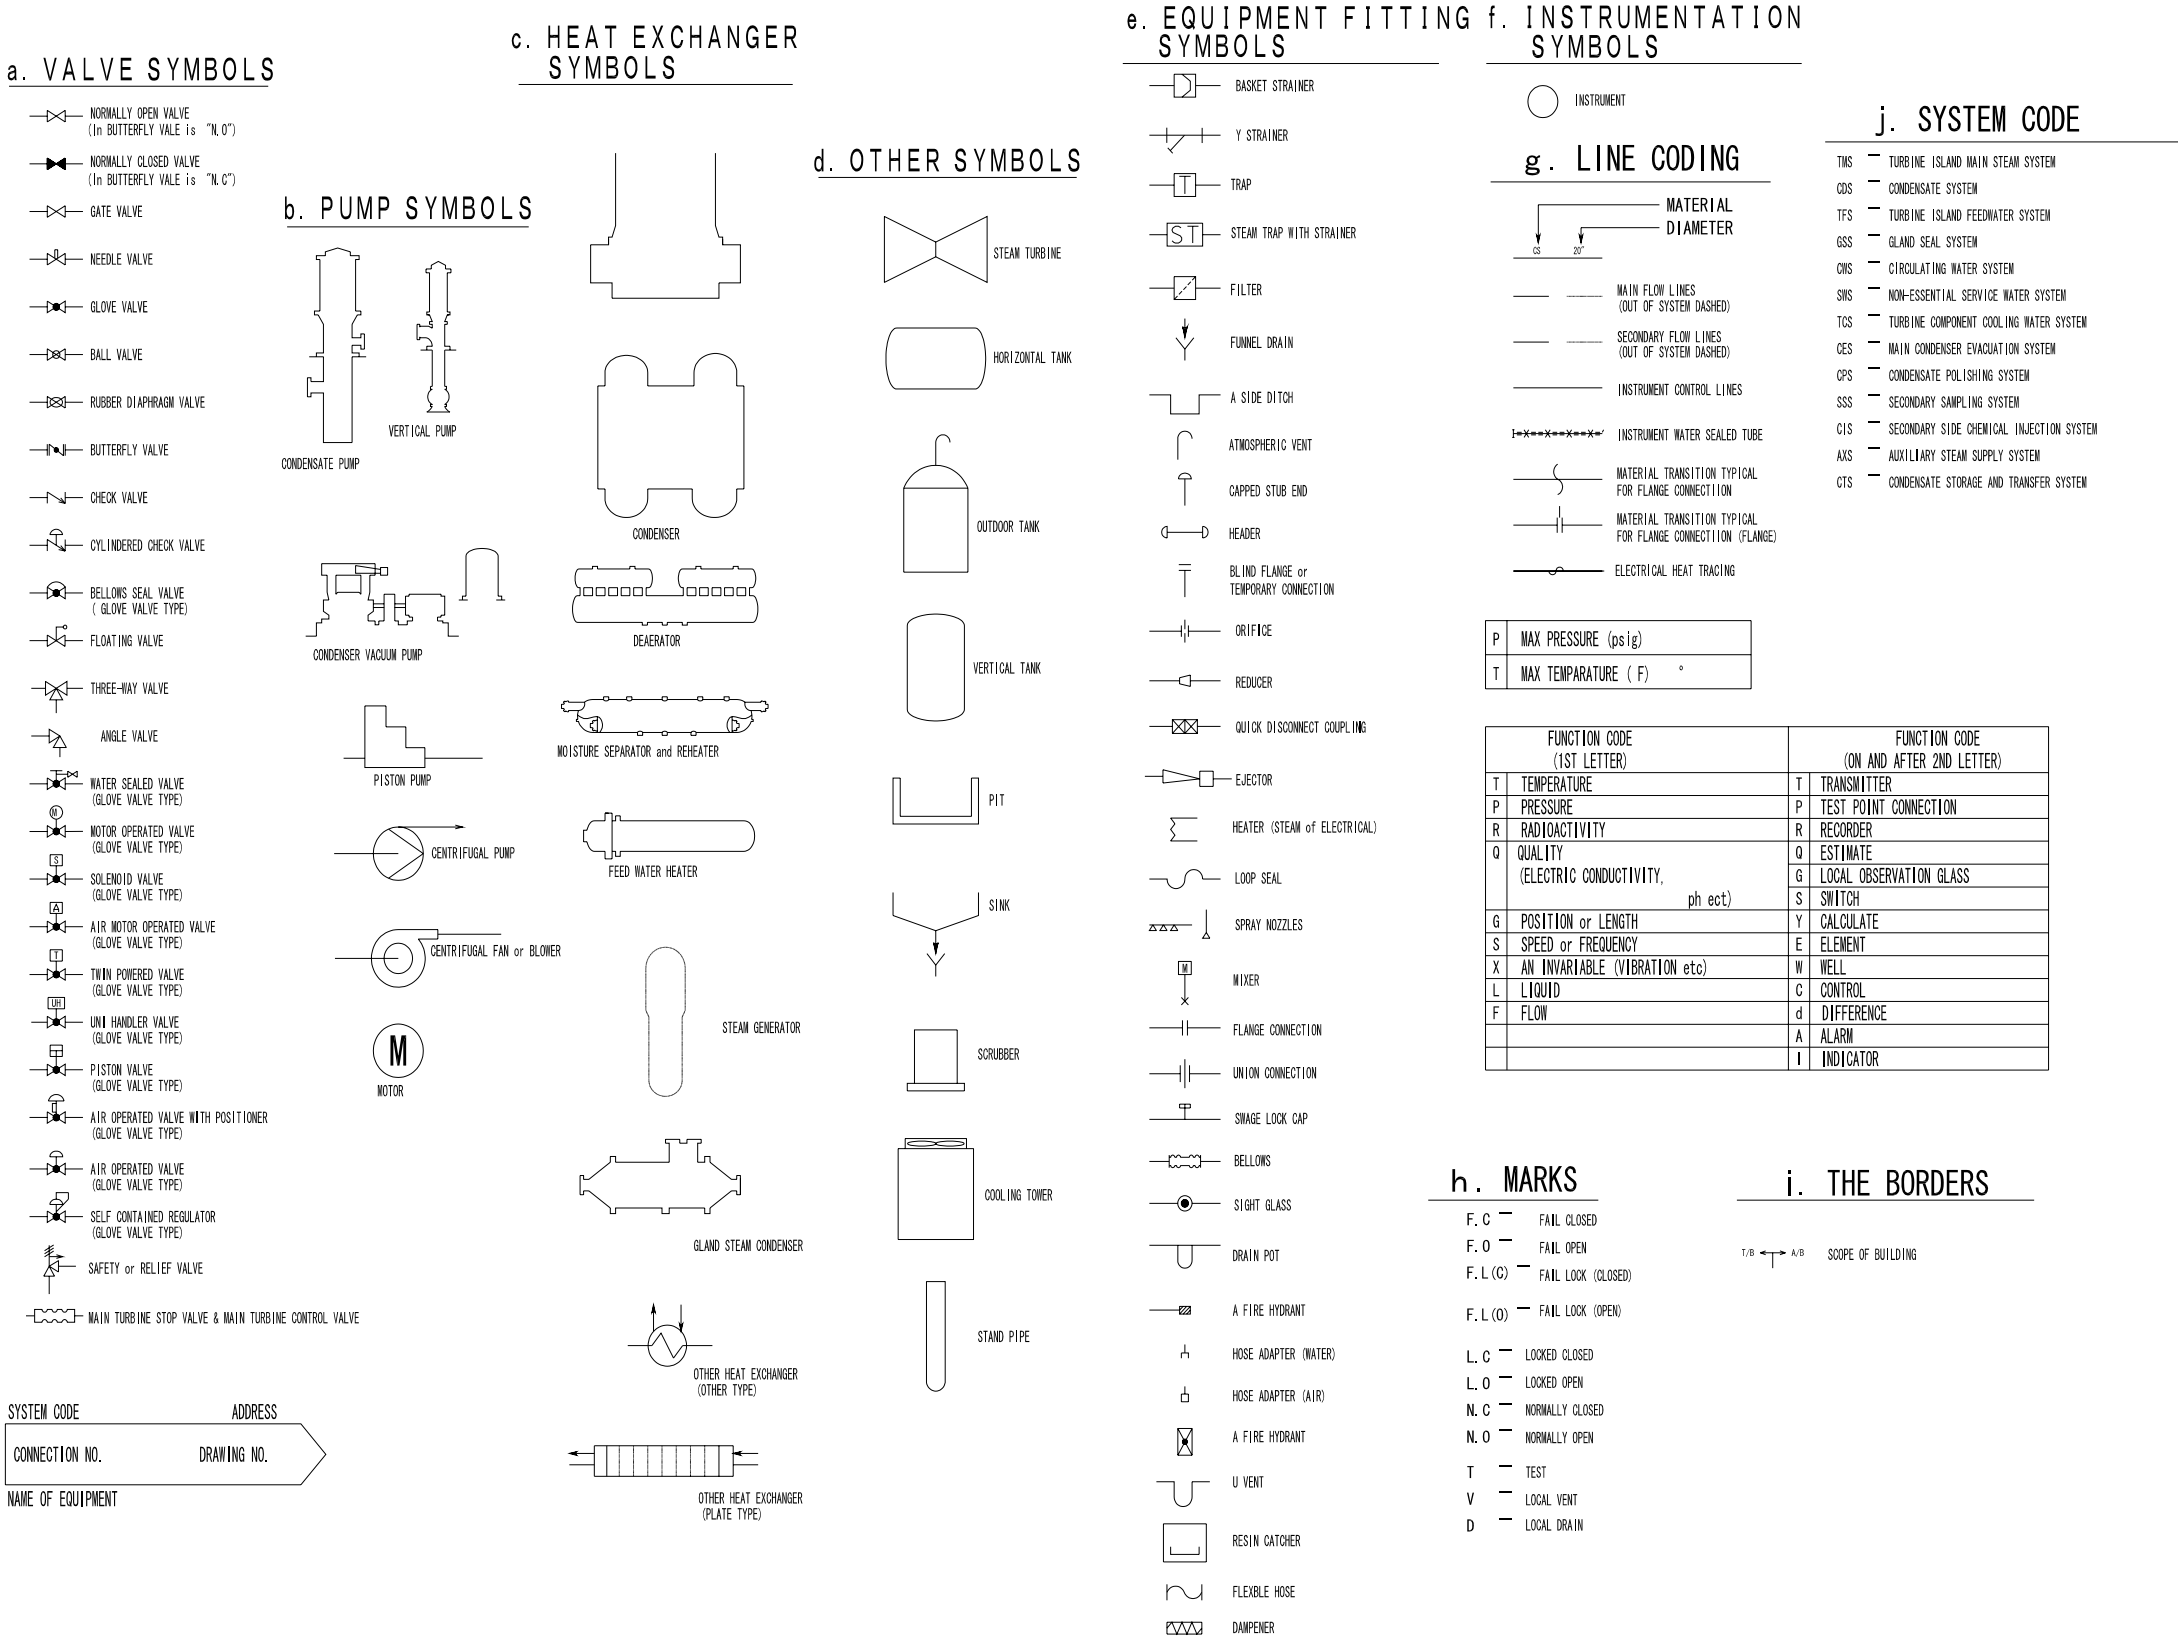 a. VALVE SYMBOLS
NORMALLY OPEN VALVE
(In BUTTERFLY VALE is "N.O")
NORMALLY CLOSED VALVE
(In BUTTERFLY VALE is "N.C")
GATE VALVE
NEEDLE VALVE
GLOVE VALVE
BALL VALVE
RUBBER DIAPHRAGM VALVE
BUTTERFLY VALVE
CHECK VALVE
CYLINDERED CHECK VALVE
BELLOWS SEAL VALVE
( GLOVE VALVE TYPE)
FLOATING VALVE
THREE-WAY VALVE
ANGLE VALVE
WATER SEALED VALVE
(GLOVE VALVE TYPE)
M
MOTOR OPERATED VALVE
(GLOVE VALVE TYPE)
S
SOLENOID VALVE
(GLOVE VALVE TYPE)
A
AIR MOTOR OPERATED VALVE
(GLOVE VALVE TYPE)
T
TWIN POWERED VALVE
(GLOVE VALVE TYPE)
UH
UNI HANDLER VALVE
(GLOVE VALVE TYPE)
PISTON VALVE
(GLOVE VALVE TYPE)
AIR OPERATED VALVE WITH POSITIONER
(GLOVE VALVE TYPE)
AIR OPERATED VALVE
(GLOVE VALVE TYPE)
SELF CONTAINED REGULATOR
(GLOVE VALVE TYPE)
SAFETY or RELIEF VALVE
MAIN TURBINE STOP VALVE & MAIN TURBINE CONTROL VALVE
SYSTEM CODE ADDRESS
CONNECTION NO. DRAWING NO.
NAME OF EQUIPMENT
b. PUMP SYMBOLS
CONDENSATE PUMP
VERTICAL PUMP
CONDENSER VACUUM PUMP
PISTON PUMP
CENTRIFUGAL PUMP
CENTRIFUGAL FAN or BLOWER
M
MOTOR
c. HEAT EXCHANGER
SYMBOLS
CONDENSER
DEAERATOR
MOISTURE SEPARATOR and REHEATER
FEED WATER HEATER
STEAM GENERATOR
GLAND STEAM CONDENSER
OTHER HEAT EXCHANGER
(OTHER TYPE)
OTHER HEAT EXCHANGER
(PLATE TYPE)
d. OTHER SYMBOLS
STEAM TURBINE
HORIZONTAL TANK
OUTDOOR TANK
VERTICAL TANK
PIT
SINK
SCRUBBER
COOLING TOWER
STAND PIPE
e. EQUIPMENT FITTING
SYMBOLS
BASKET STRAINER
Y STRAINER
T
TRAP
ST
STEAM TRAP WITH STRAINER
FILTER
FUNNEL DRAIN
A SIDE DITCH
ATMOSPHERIC VENT
CAPPED STUB END
HEADER
BLIND FLANGE or
TEMPORARY CONNECTION
ORIFICE
REDUCER
QUICK DISCONNECT COUPLING
EJECTOR
HEATER (STEAM of ELECTRICAL)
LOOP SEAL
SPRAY NOZZLES
M
MIXER
FLANGE CONNECTION
UNION CONNECTION
SWAGE LOCK CAP
BELLOWS
SIGHT GLASS
DRAIN POT
A FIRE HYDRANT
HOSE ADAPTER (WATER)
HOSE ADAPTER (AIR)
A FIRE HYDRANT
U VENT
RESIN CATCHER
FLEXBLE HOSE
DAMPENER
f. INSTRUMENTATION
SYMBOLS
INSTRUMENT
g. LINE CODING
MATERIAL
DIAMETER
CS 20"
MAIN FLOW LINES
(OUT OF SYSTEM DASHED)
SECONDARY FLOW LINES
(OUT OF SYSTEM DASHED)
INSTRUMENT CONTROL LINES
INSTRUMENT WATER SEALED TUBE
MATERIAL TRANSITION TYPICAL
FOR FLANGE CONNECTIION
MATERIAL TRANSITION TYPICAL
FOR FLANGE CONNECTIION (FLANGE)
ELECTRICAL HEAT TRACING
P MAX PRESSURE (psig)
T MAX TEMPARATURE ( F) °
FUNCTION CODE FUNCTION CODE
(1ST LETTER) (ON AND AFTER 2ND LETTER)
T TEMPERATURE T TRANSMITTER
P PRESSURE P TEST POINT CONNECTION
R RADIOACTIVITY R RECORDER
Q QUALITY Q ESTIMATE
(ELECTRIC CONDUCTIVITY, G LOCAL OBSERVATION GLASS
ph ect) S SWITCH
G POSITION or LENGTH Y CALCULATE
S SPEED or FREQUENCY E ELEMENT
X AN INVARIABLE (VIBRATION etc) W WELL
L LIQUID C CONTROL
F FLOW d DIFFERENCE
A ALARM
I INDICATOR
h. MARKS
F.C — FAIL CLOSED
F.O — FAIL OPEN
F.L(C) — FAIL LOCK (CLOSED)
F.L(O) — FAIL LOCK (OPEN)
L.C — LOCKED CLOSED
L.O — LOCKED OPEN
N.C — NORMALLY CLOSED
N.O — NORMALLY OPEN
T — TEST
V — LOCAL VENT
D — LOCAL DRAIN
i. THE BORDERS
T/B A/B SCOPE OF BUILDING
j. SYSTEM CODE
TMS — TURBINE ISLAND MAIN STEAM SYSTEM
CDS — CONDENSATE SYSTEM
TFS — TURBINE ISLAND FEEDWATER SYSTEM
GSS — GLAND SEAL SYSTEM
CWS — CIRCULATING WATER SYSTEM
SWS — NON-ESSENTIAL SERVICE WATER SYSTEM
TCS — TURBINE COMPONENT COOLING WATER SYSTEM
CES — MAIN CONDENSER EVACUATION SYSTEM
CPS — CONDENSATE POLISHING SYSTEM
SSS — SECONDARY SAMPLING SYSTEM
CIS — SECONDARY SIDE CHEMICAL INJECTION SYSTEM
AXS — AUXILIARY STEAM SUPPLY SYSTEM
CTS — CONDENSATE STORAGE AND TRANSFER SYSTEM